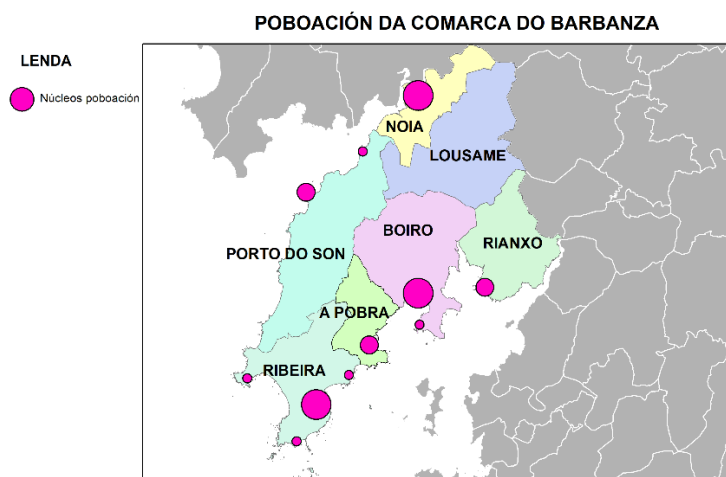 POBOACIÓN DA COMARCA DO BARBANZA
LENDA
Núcleos poboación
NOIA
LOUSAME
BOIRO
RIANXO
PORTO DO SON
A POBRA
RIBEIRA